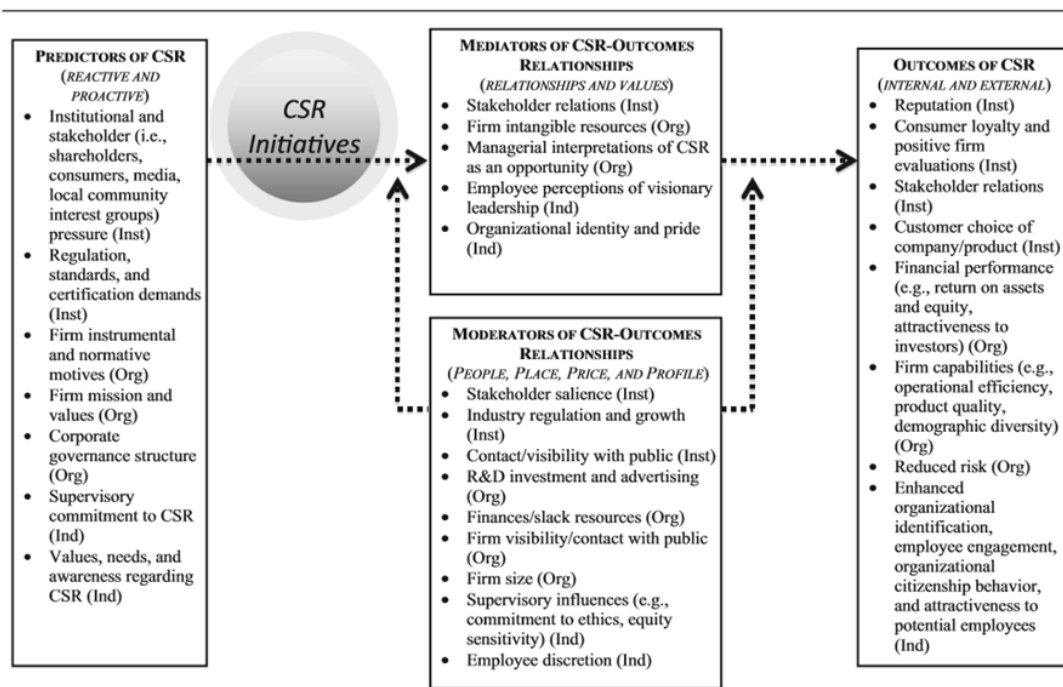 PREDICTORS OF CSR
(REACTIVE AND
PROACTIVE)
• Institutional and
stakeholder (i.e.,
shareholders,
consumers, media,
local community
interest groups)
pressure (Inst)
• Regulation,
standards, and
certification demands
(Inst)
• Firm instrumental
and normative
motives (Org)
• Firm mission and
values (Org)
• Corporate
governance structure
(Org)
• Supervisory
commitment to CSR
(Ind)
• Values, needs, and
awareness regarding
CSR (Ind)
CSR
Initiatives
MEDIATORS OF CSR-OUTCOMES
RELATIONSHIPS
(RELATIONSHIPS AND VALUES)
• Stakeholder relations (Inst)
• Firm intangible resources (Org)
• Managerial interpretations of CSR
as an opportunity (Org)
• Employee perceptions of visionary
leadership (Ind)
• Organizational identity and pride
(Ind)
MODERATORS OF CSR-OUTCOMES
RELATIONSHIPS
(PEOPLE, PLACE, PRICE, AND PROFILE)
• Stakeholder salience (Inst)
• Industry regulation and growth
(Inst)
• Contact/visibility with public (Inst)
• R&D investment and advertising
(Org)
• Finances/slack resources (Org)
• Firm visibility/contact with public
(Org)
• Firm size (Org)
• Supervisory influences (e.g.,
commitment to ethics, equity
sensitivity) (Ind)
• Employee discretion (Ind)
OUTCOMES OF CSR
(INTERNAL AND EXTERNAL)
• Reputation (Inst)
• Consumer loyalty and
positive firm
evaluations (Inst)
• Stakeholder relations
(Inst)
• Customer choice of
company/product (Inst)
• Financial performance
(e.g., return on assets
and equity,
attractiveness to
investors) (Org)
• Firm capabilities (e.g.,
operational efficiency,
product quality,
demographic diversity)
(Org)
• Reduced risk (Org)
• Enhanced
organizational
identification,
employee engagement,
organizational
citizenship behavior,
and attractiveness to
potential employees
(Ind)